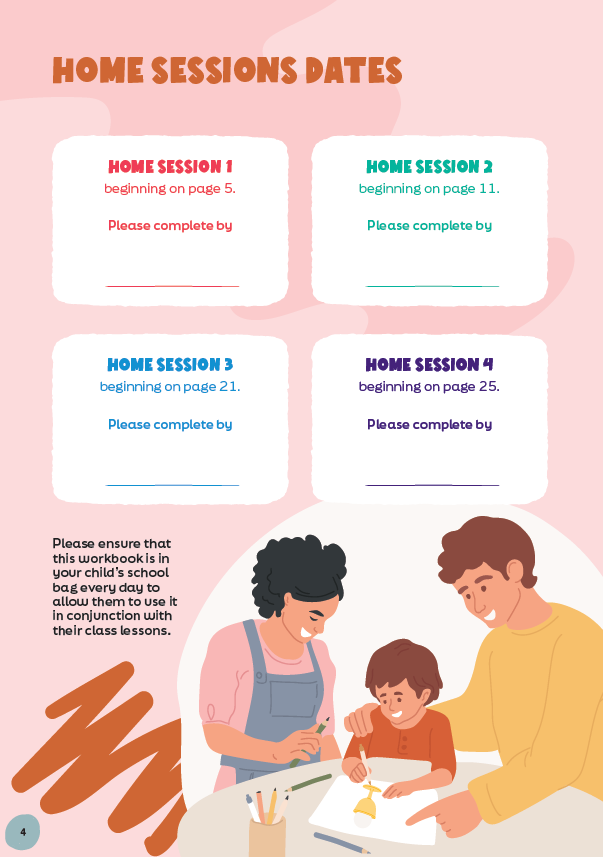 HOME SESSIONS DATES
HOME SESSION 1
beginning on page 5.
Please complete by
HOME SESSION 2
beginning on page 11.
Please complete by
HOME SESSION 3
beginning on page 21.
Please complete by
HOME SESSION 4
beginning on page 25.
Please complete by
Please ensure that
this workbook is in
your child's school
bag every day to
allow them to use it
in conjunction with
their class lessons.
4